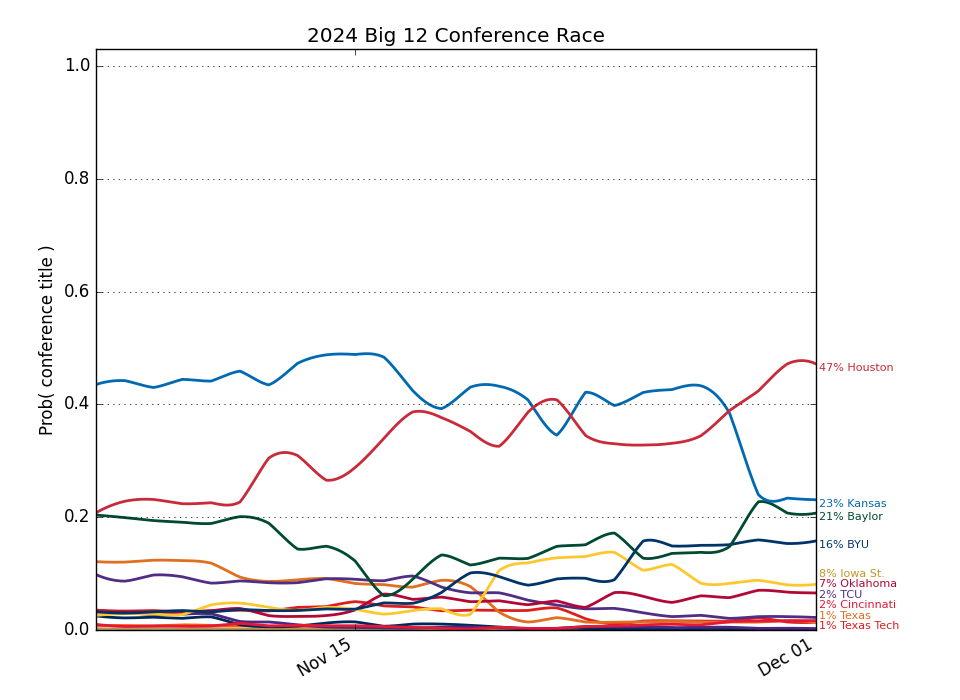 2024 Big 12 Conference Race
1.0
0.8
0.6
0.4
0.2
0.0
Prob( conference title )
Nov 15
Dec 01
47% Houston
23% Kansas
21% Baylor
16% BYU
8% Iowa St.
7% Oklahoma
2% TCU
2% Cincinnati
1% Texas
1% Texas Tech